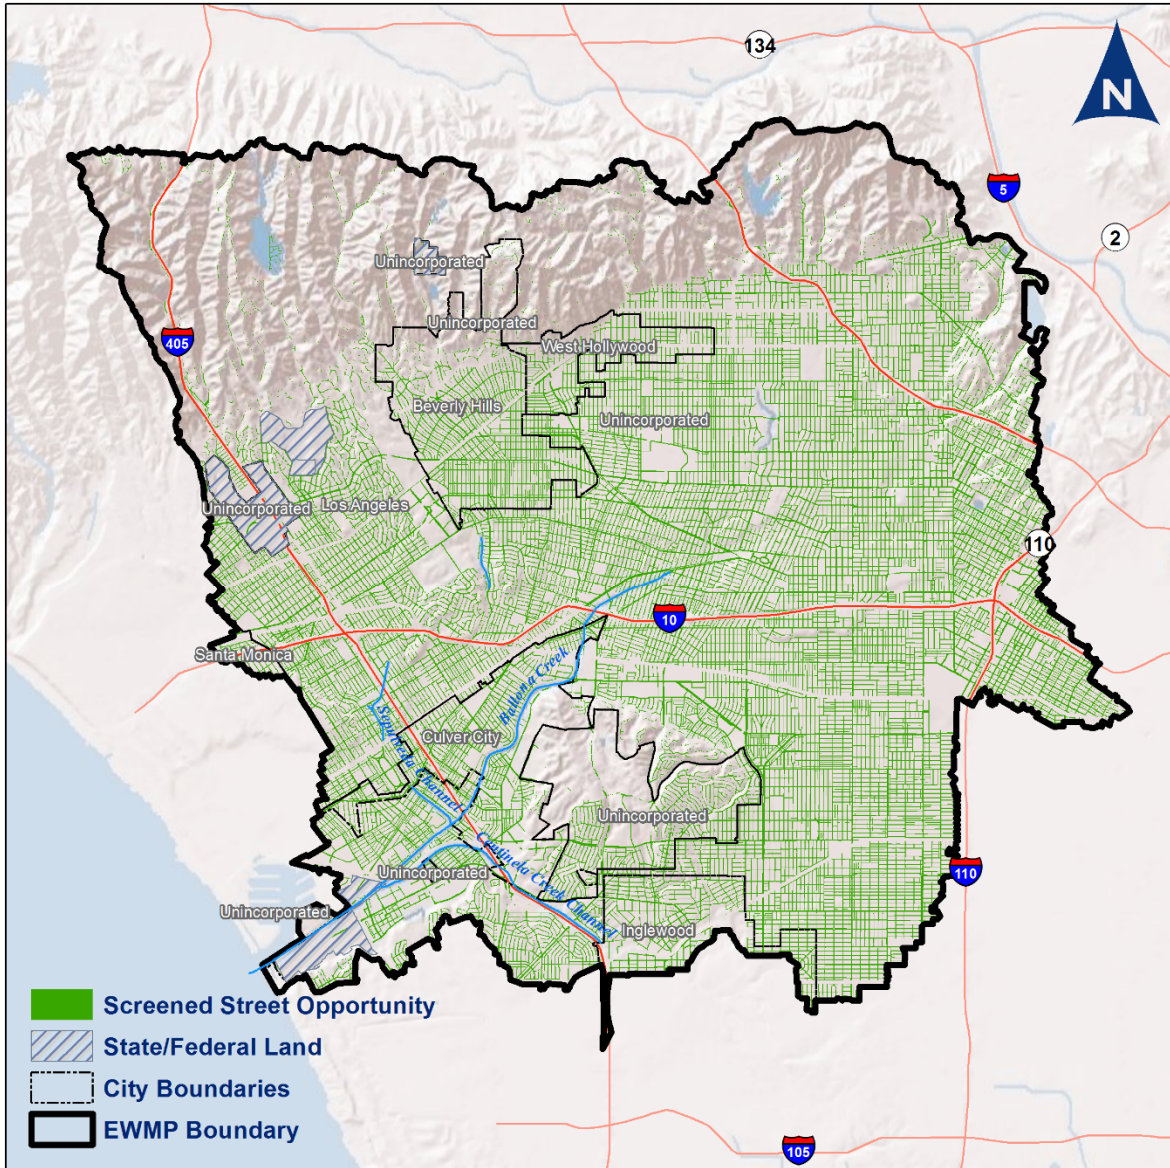 134
N
5
2
Unincorporated
Unincorporated
405
West Hollywood
Beverly Hills
Unincorporated
Unincorporated
Los Angeles
110
10
Santa Monica
Ballona Creek
Sepulveda Channel
Culver City
Unincorporated
Centinela Creek Channel
Unincorporated
110
Unincorporated
Inglewood
Screened Street Opportunity
State/Federal Land
City Boundaries
EWMP Boundary
105